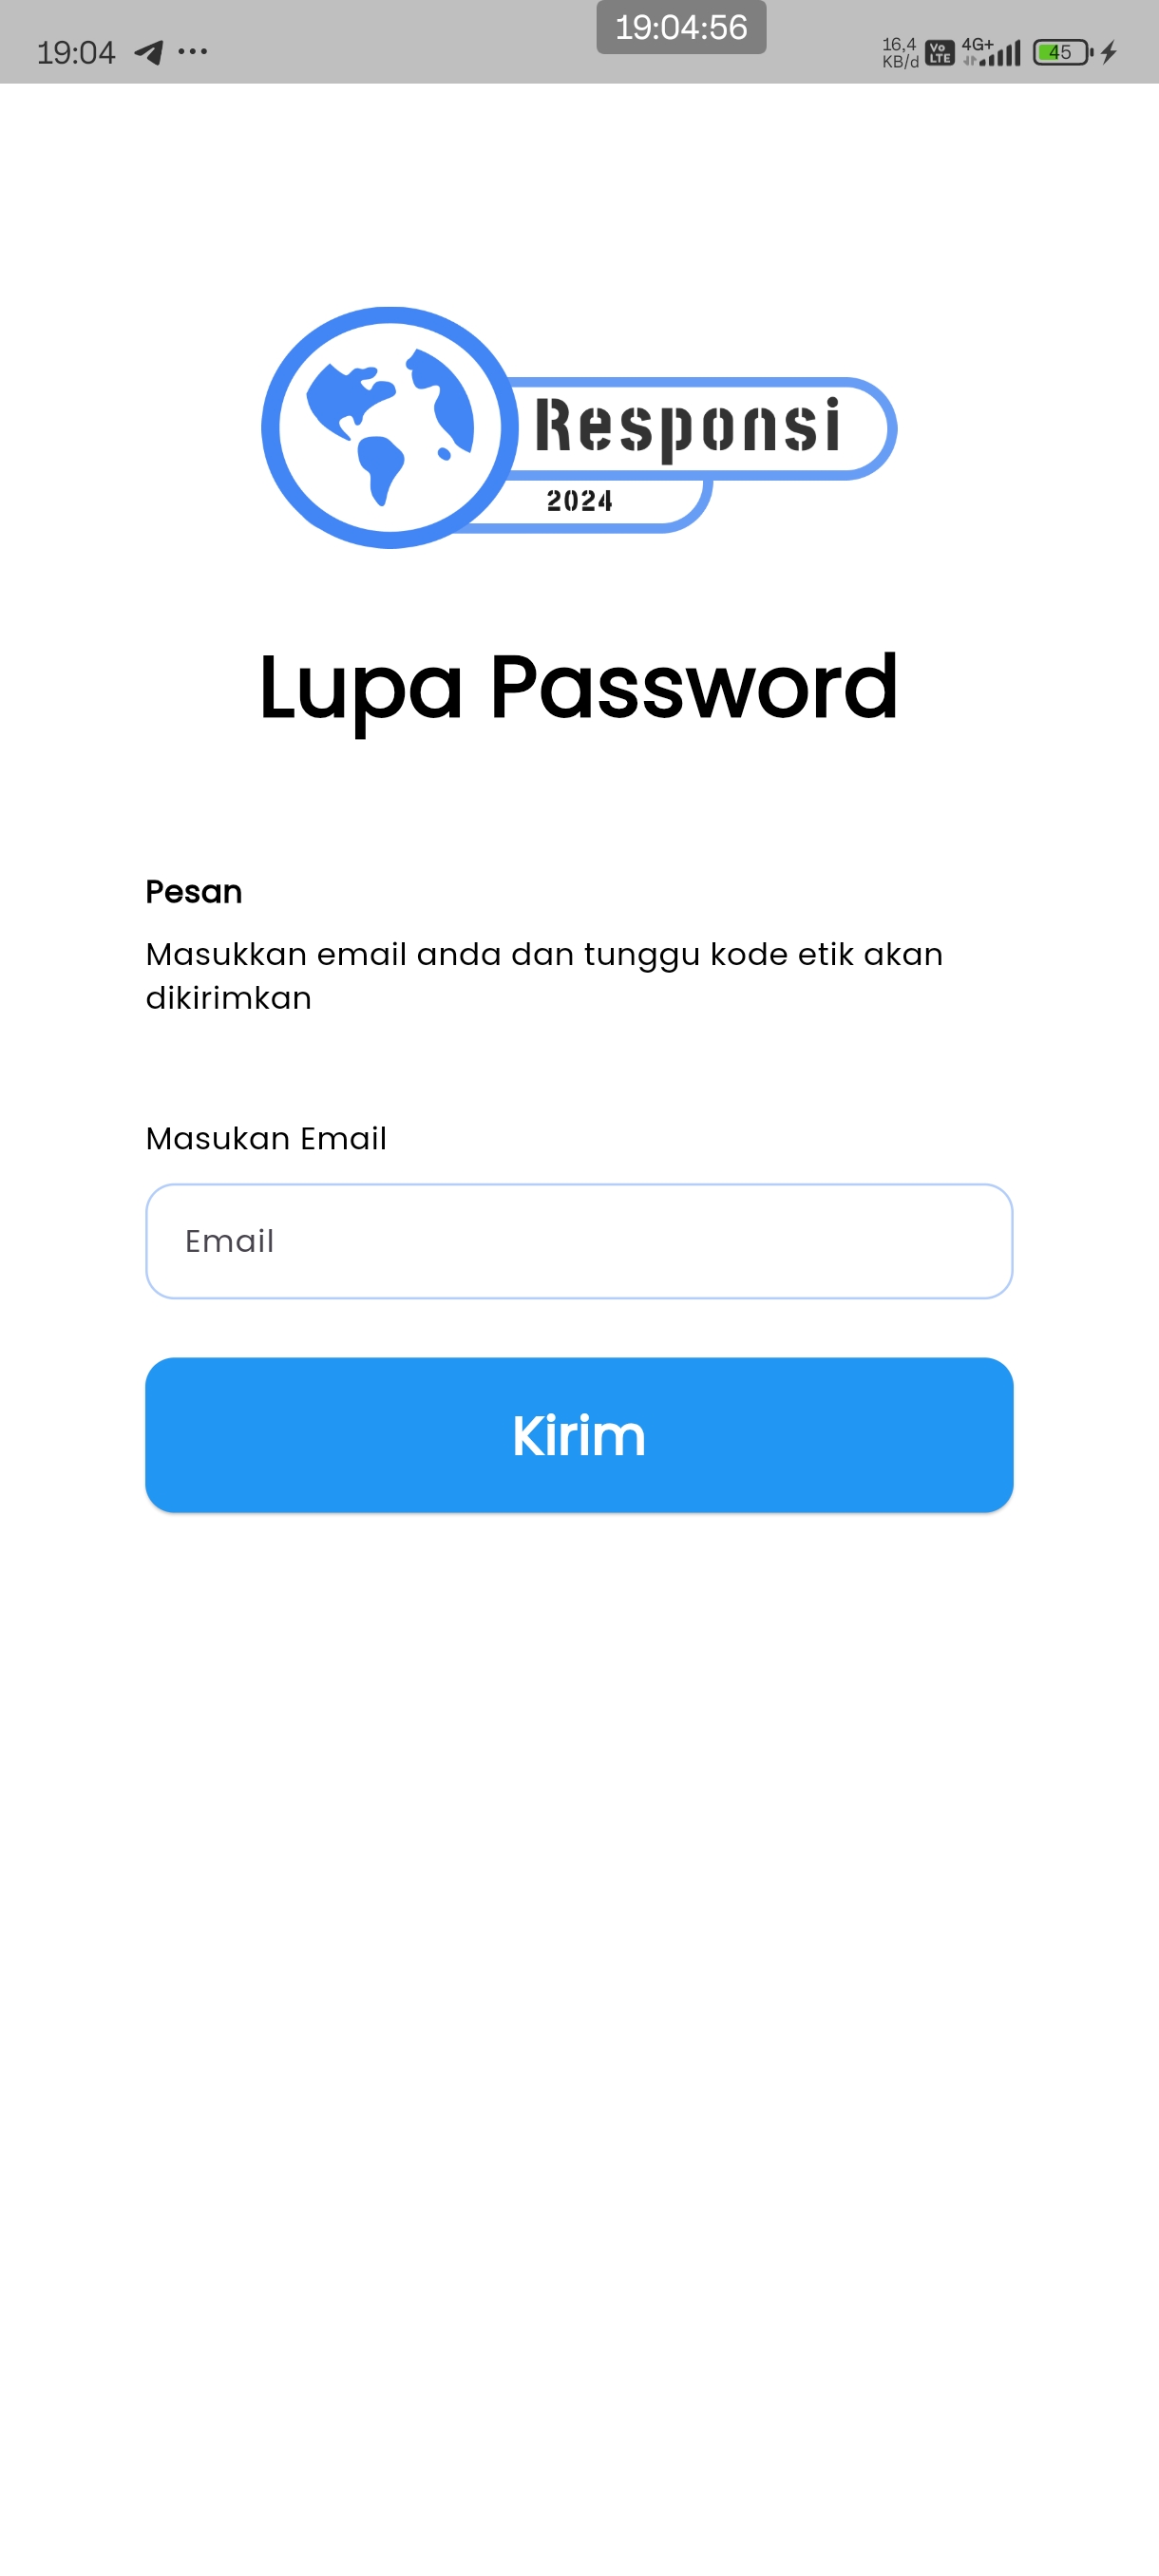 19:04
19:04:56
16,4
KB/d
Vo
LTE
4G+
45
Responsi
2024
Lupa Password
Pesan
Masukkan email anda dan tunggu kode etik akan
dikirimkan
Masukan Email
Email
Kirim